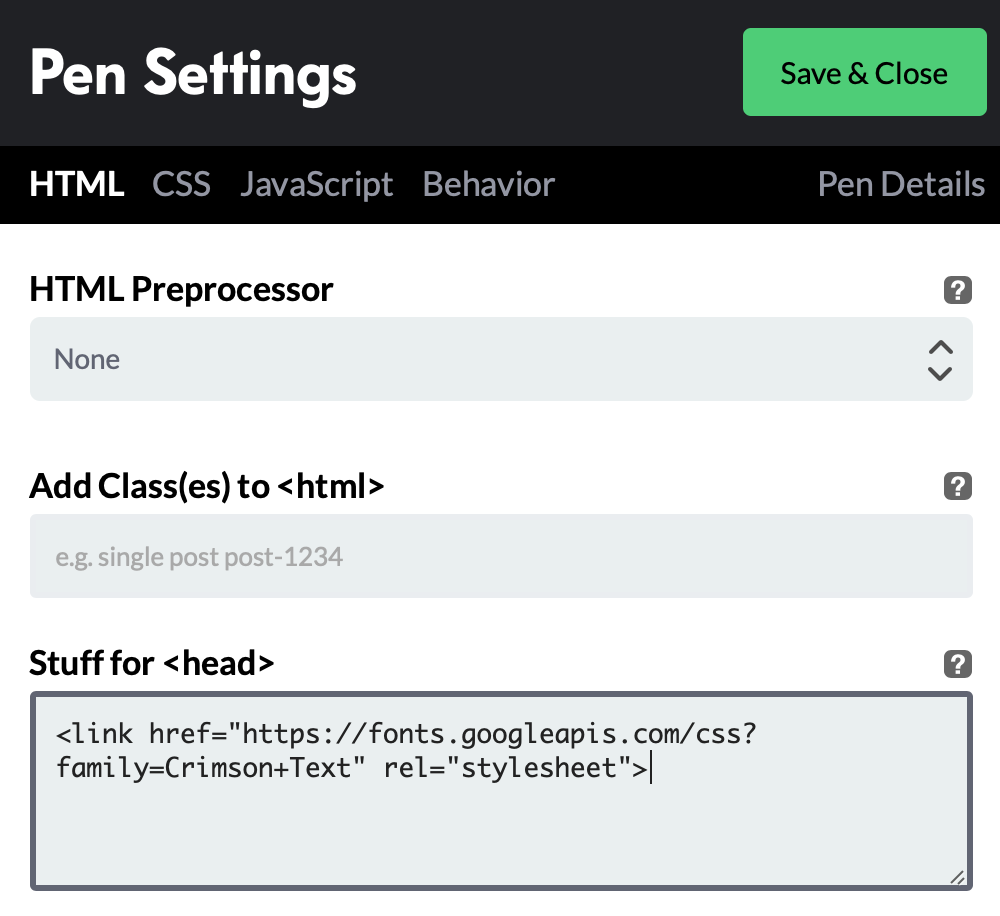 Pen Settings
Save & Close
HTML CSS JavaScript Behavior Pen Details
HTML Preprocessor ?
None
Add Class(es) to <html> ?
e.g. single post post-1234
Stuff for <head> ?
<link href="https://fonts.googleapis.com/css?
family=Crimson+Text" rel="stylesheet">